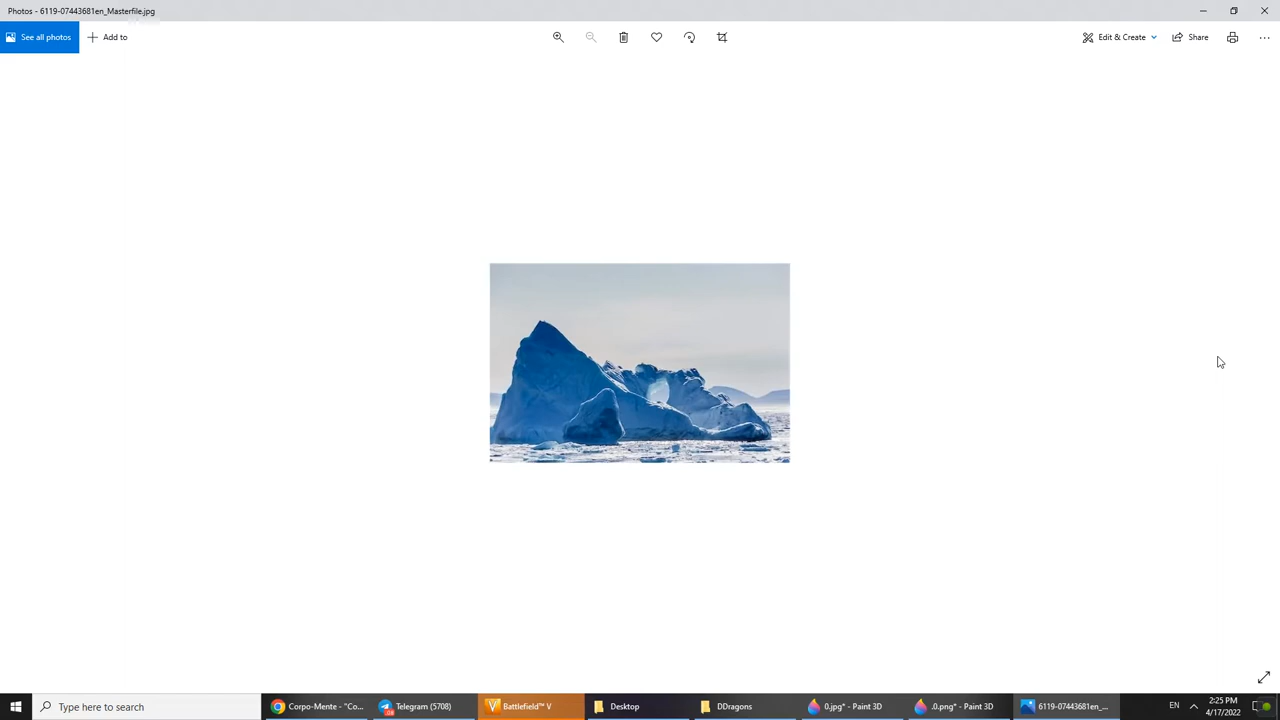 Photos - 6119-07443681en_Masterfile.jpg
See all photos
Add to
Edit & Create
Share
Type here to search
Corpo-Mente - "Co...
Telegram (5708)
Battlefield™ V
Desktop
DDragons
0.jpg* - Paint 3D
.0.png* - Paint 3D
6119-07443681en_...
EN
2:25 PM
4/17/2022